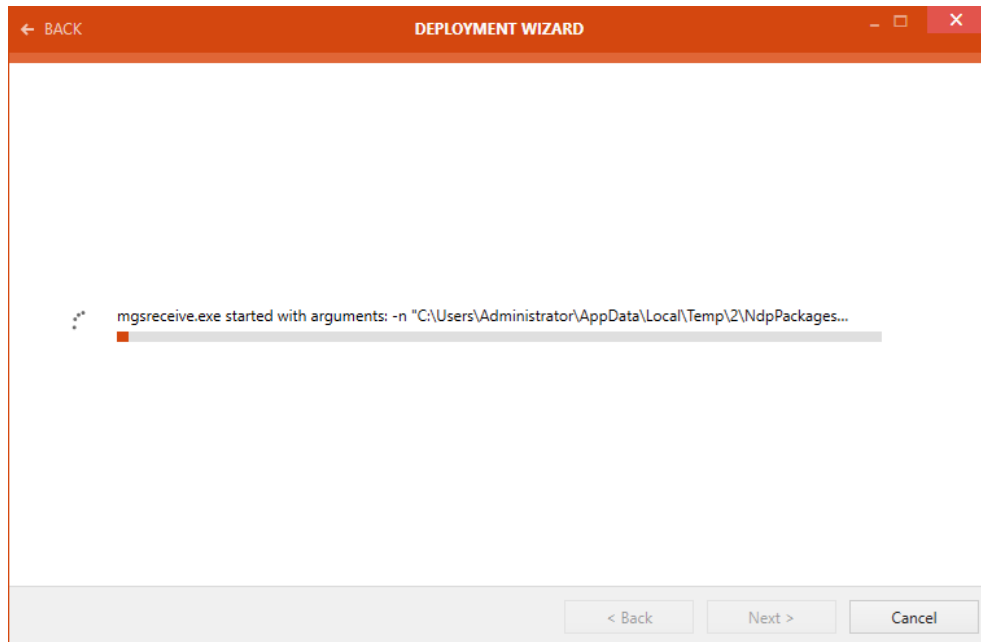 ← BACK
DEPLOYMENT WIZARD
mgsreceive.exe started with arguments: -n "C:\Users\Administrator\AppData\Local\Temp\2\NdpPackages...
< Back
Next >
Cancel